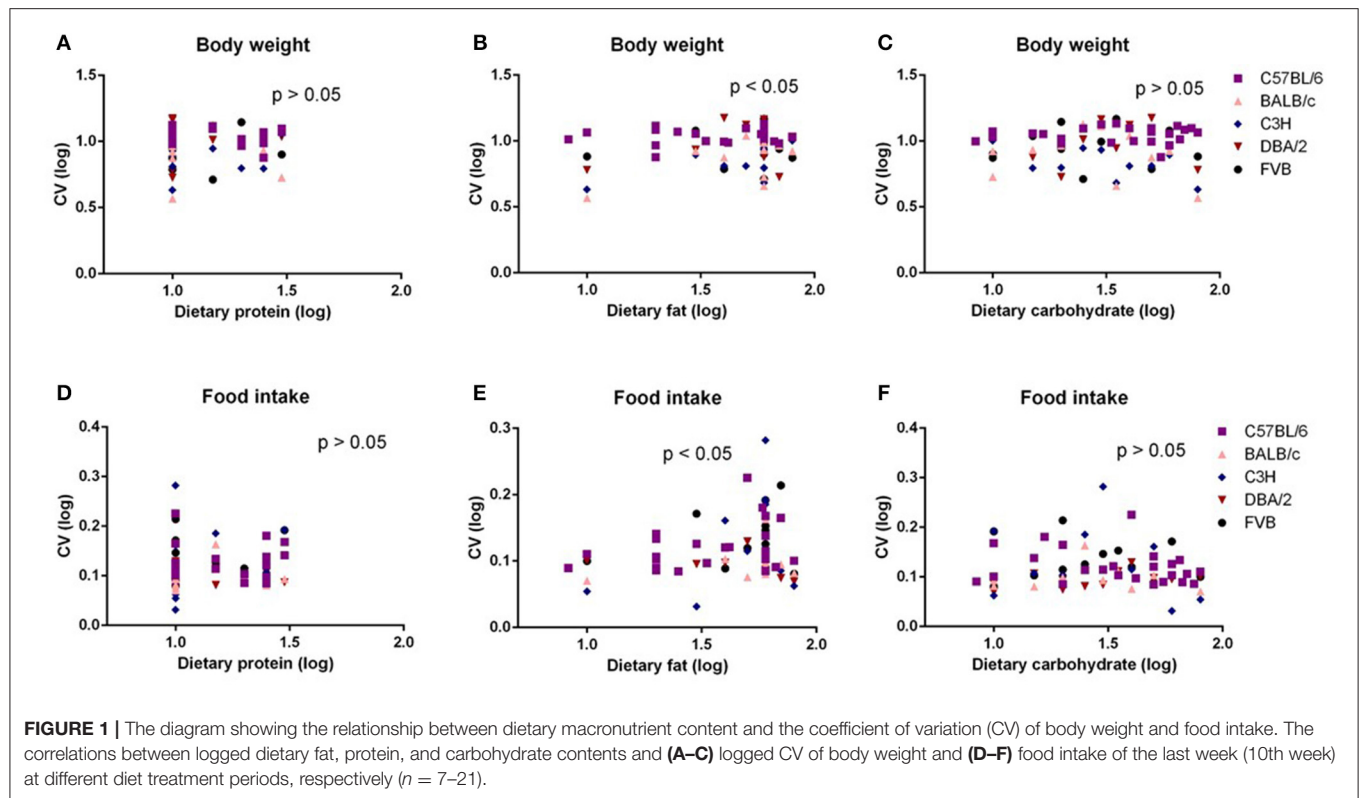 A
Body weight
p > 0.05
CV (log)
1.5
1.0
0.5
0.0
1.0
1.5
2.0
Dietary protein (log)
B
Body weight
p < 0.05
CV (log)
1.5
1.0
0.5
0.0
1.0
1.5
2.0
Dietary fat (log)
C
Body weight
p > 0.05
CV (log)
1.5
1.0
0.5
0.0
1.0
1.5
2.0
Dietary carbohydrate (log)
C57BL/6
BALB/c
C3H
DBA/2
FVB
D
Food intake
p > 0.05
CV (log)
0.4
0.3
0.2
0.1
0.0
1.0
1.5
2.0
Dietary protein (log)
E
Food intake
p < 0.05
CV (log)
0.3
0.2
0.1
0.0
1.0
1.5
2.0
Dietary fat (log)
F
Food intake
p > 0.05
CV (log)
0.4
0.3
0.2
0.1
0.0
1.0
1.5
2.0
Dietary carbohydrate (log)
C57BL/6
BALB/c
C3H
DBA/2
FVB
FIGURE 1 | The diagram showing the relationship between dietary macronutrient content and the coefficient of variation (CV) of body weight and food intake. The
correlations between logged dietary fat, protein, and carbohydrate contents and (A–C) logged CV of body weight and (D–F) food intake of the last week (10th week)
at different diet treatment periods, respectively (n = 7–21).